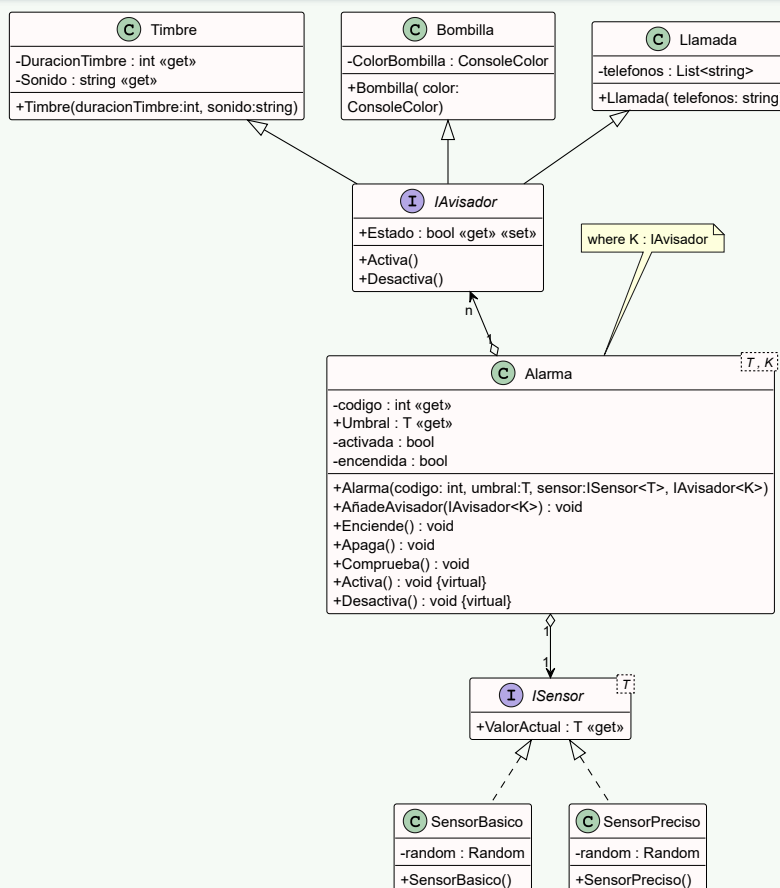 C Timbre
-DuracionTimbre : int «get»
-Sonido : string «get»
+Timbre(duracionTimbre:int, sonido:string)
C Bombilla
-ColorBombilla : ConsoleColor
+Bombilla( color:
ConsoleColor)
C Llamada
-telefonos : List<string>
+Llamada( telefonos: string
I IAvisador
+Estado : bool «get» «set»
+Activa()
+Desactiva()
where K : IAvisador
n
1
C Alarma
T, K
-codigo : int «get»
+Umbral : T «get»
-activada : bool
-encendida : bool
+Alarma(codigo: int, umbral:T, sensor:ISensor<T>, IAvisador<K>)
+AñadeAvisador(IAvisador<K>) : void
+Enciende() : void
+Apaga() : void
+Comprueba() : void
+Activa() : void {virtual}
+Desactiva() : void {virtual}
1
1
I ISensor
T
+ValorActual : T «get»
C SensorBasico
-random : Random
+SensorBasico()
C SensorPreciso
-random : Random
+SensorPreciso()